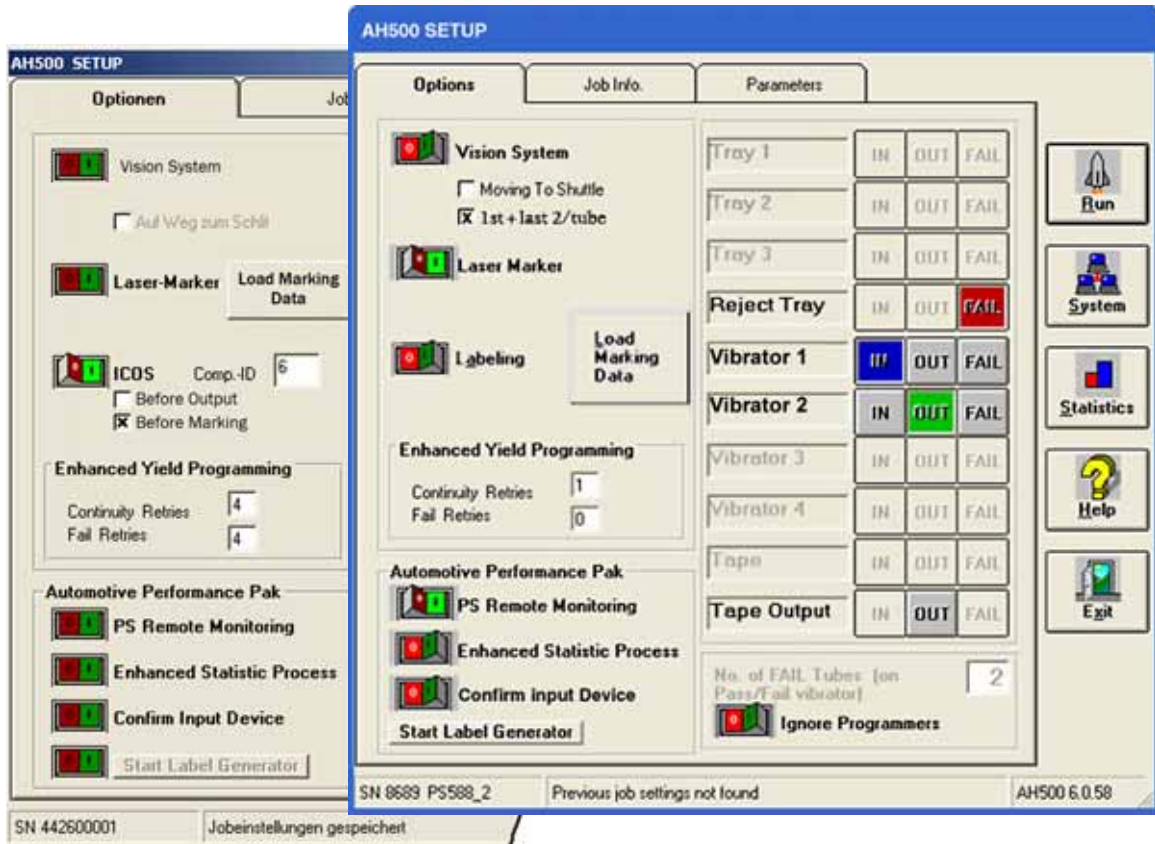 AH500 SETUP
Optionen
Job
Vision System
Auf Weg zum Schlit
Laser-Marker
Load Marking
Data
ICOS
Comp.-ID
6
Before Output
Before Marking
Enhanced Yield Programming
Continuity Retries
4
Fail Retries
4
Automotive Performance Pak
PS Remote Monitoring
Enhanced Statistic Process
Confirm Input Device
Start Label Generator
SN 442600001
Jobeinstellungen gespeichert
AH500 SETUP
Options
Job Info.
Parameters
Vision System
Moving To Shuttle
1st + last 2/tube
Laser Marker
Labeling
Load
Marking
Data
Enhanced Yield Programming
Continuity Retries
1
Fail Retries
0
Automotive Performance Pak
PS Remote Monitoring
Enhanced Statistic Process
Confirm input Device
Start Label Generator
Tray 1 IN OUT FAIL
Tray 2 IN OUT FAIL
Tray 3 IN OUT FAIL
Reject Tray IN OUT FAIL
Vibrator 1 IN OUT FAIL
Vibrator 2 IN OUT FAIL
Vibrator 3 IN OUT FAIL
Vibrator 4 IN OUT FAIL
Tape IN OUT FAIL
Tape Output IN OUT FAIL
No. of FAIL Tubes (on
Pass/Fail vibrator)
2
Ignore Programmers
Run
System
Statistics
Help
Exit
SN 8689 PS588_2
Previous job settings not found
AH500 6.0.58